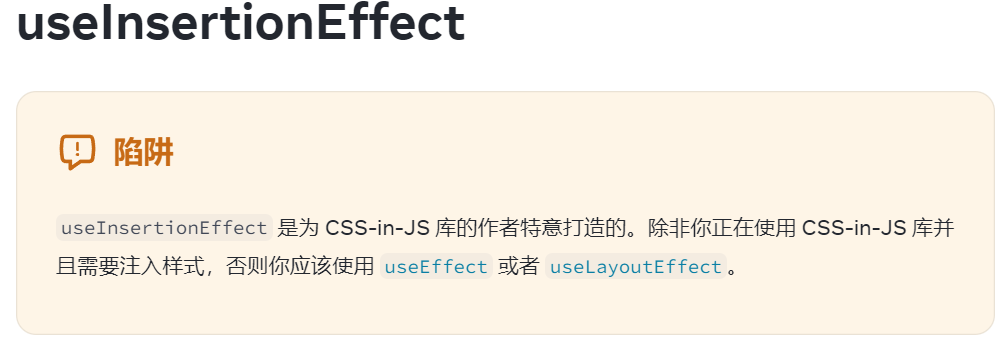 useInsertionEffect
陷阱
useInsertionEffect 是为 CSS-in-JS 库的作者特意打造的。除非你正在使用 CSS-in-JS 库并
且需要注入样式，否则你应该使用 useEffect 或者 useLayoutEffect。